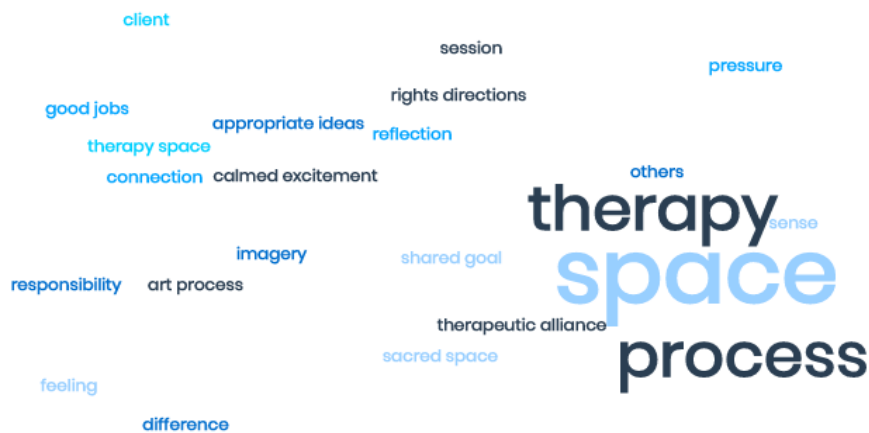 client
session
pressure
rights directions
good jobs
appropriate ideas
reflection
therapy space
others
connection
calmed excitement
therapy
sense
imagery
shared goal
space
responsibility
art process
therapeutic alliance
sacred space
process
feeling
difference